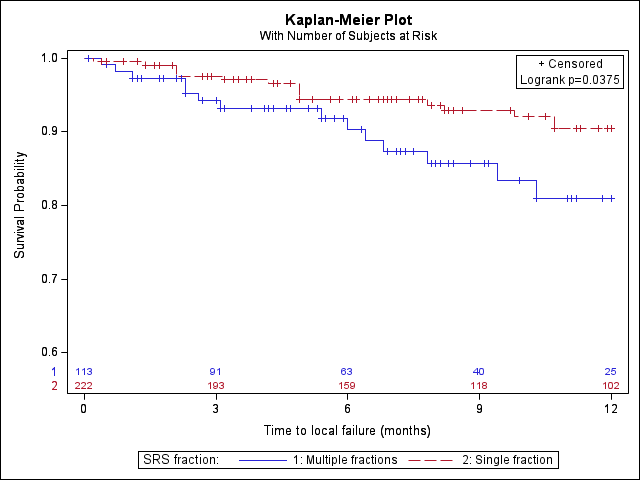 Kaplan-Meier Plot
With Number of Subjects at Risk
+ Censored
Logrank p=0.0375
1.0
0.9
0.8
0.7
0.6
Survival Probability
1 113 91 63 40 25
2 222 193 159 118 102
0 3 6 9 12
Time to local failure (months)
SRS fraction: 1: Multiple fractions 2: Single fraction